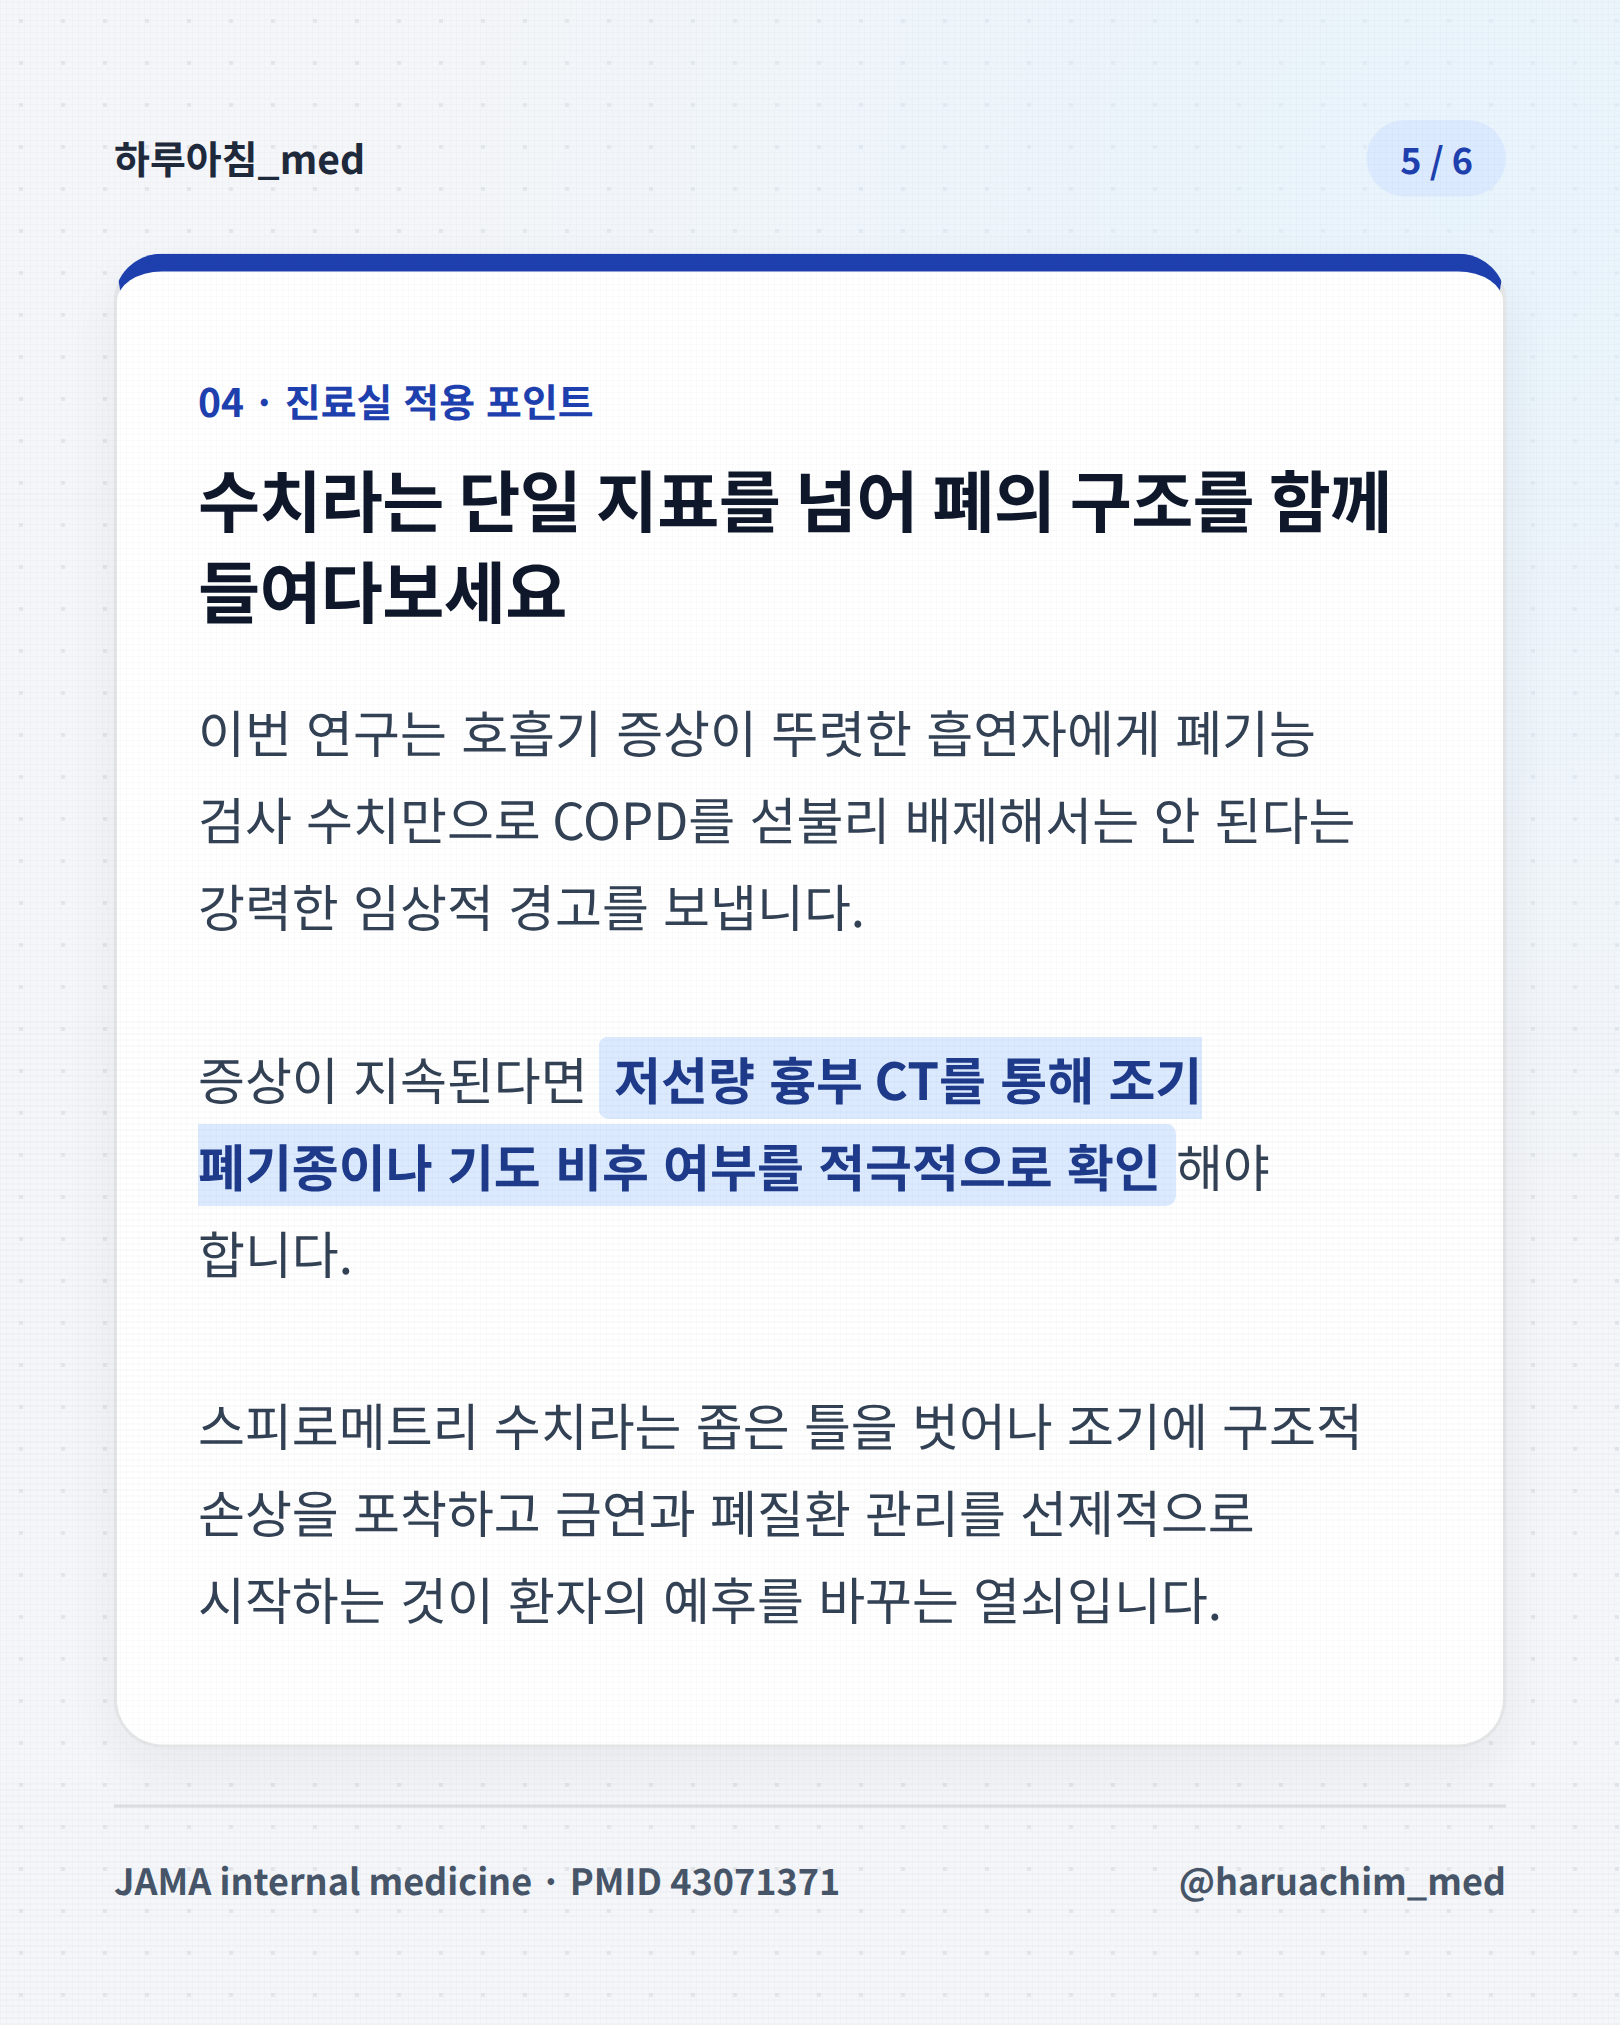 하루아침_med
5 / 6
04 · 진료실 적용 포인트
수치라는 단일 지표를 넘어 폐의 구조를 함께
들여다보세요
이번 연구는 호흡기 증상이 뚜렷한 흡연자에게 폐기능
검사 수치만으로 COPD를 섣불리 배제해서는 안 된다는
강력한 임상적 경고를 보냅니다.
증상이 지속된다면 저선량 흉부 CT를 통해 조기
폐기종이나 기도 비후 여부를 적극적으로 확인 해야
합니다.
스피로메트리 수치라는 좁은 틀을 벗어나 조기에 구조적
손상을 포착하고 금연과 폐질환 관리를 선제적으로
시작하는 것이 환자의 예후를 바꾸는 열쇠입니다.
JAMA internal medicine · PMID 43071371
@haruachim_med